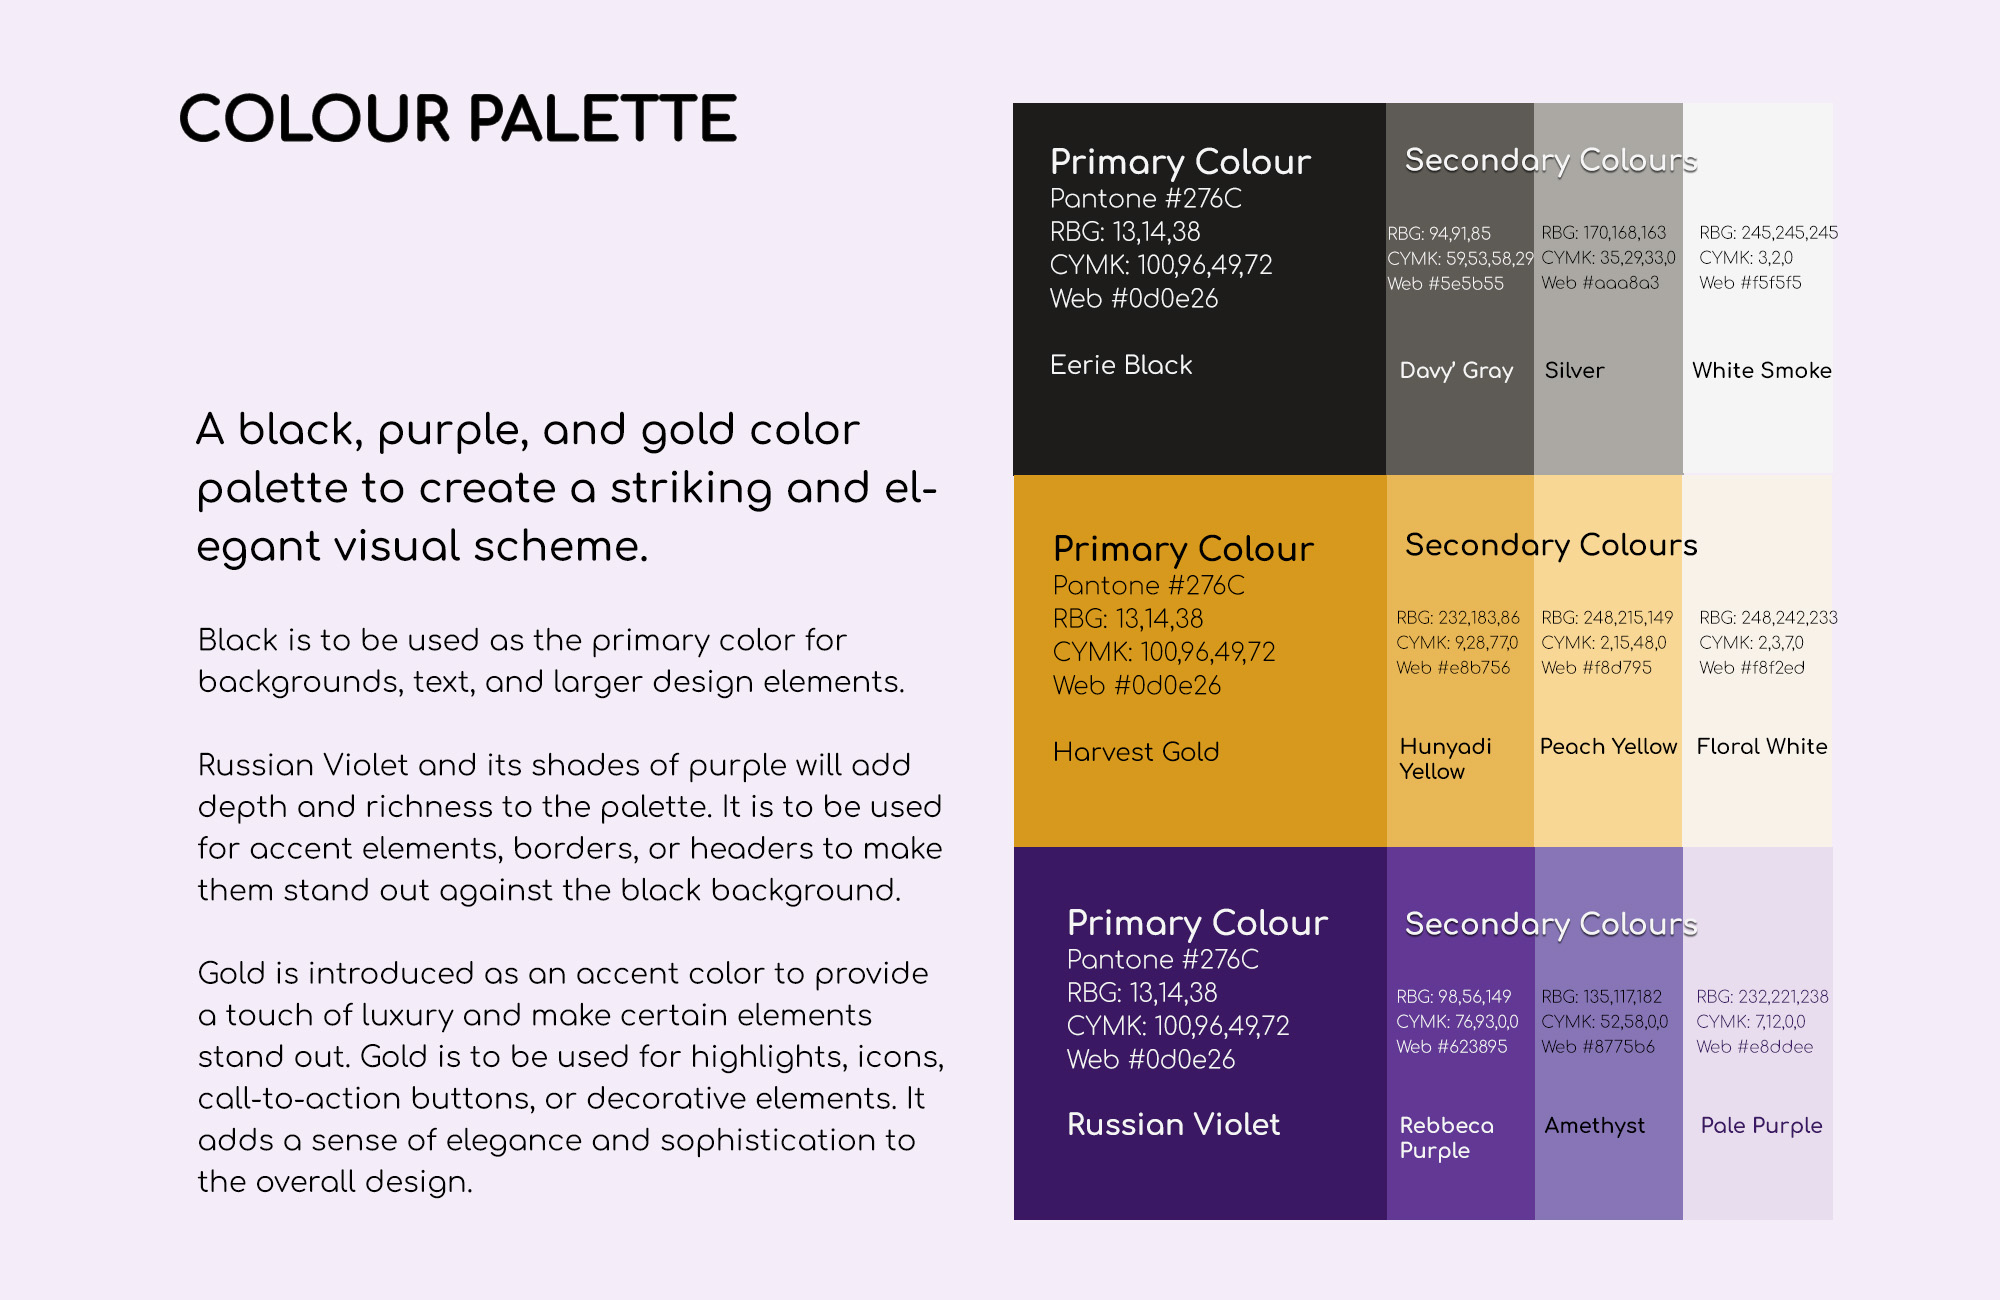 COLOUR PALETTE
A black, purple, and gold color
palette to create a striking and el-
egant visual scheme.
Black is to be used as the primary color for
backgrounds, text, and larger design elements.
Russian Violet and its shades of purple will add
depth and richness to the palette. It is to be used
for accent elements, borders, or headers to make
them stand out against the black background.
Gold is introduced as an accent color to provide
a touch of luxury and make certain elements
stand out. Gold is to be used for highlights, icons,
call-to-action buttons, or decorative elements. It
adds a sense of elegance and sophistication to
the overall design.
Primary Colour
Pantone #276C
RBG: 13,14,38
CYMK: 100,96,49,72
Web #0d0e26
Eerie Black
Secondary Colours
RBG: 94,91,85
CYMK: 59,53,58,29
Web #5e5b55
Davy’ Gray
RBG: 170,168,163
CYMK: 35,29,33,0
Web #aaa8a3
Silver
RBG: 245,245,245
CYMK: 3,2,0
Web #f5f5f5
White Smoke
Primary Colour
Pantone #276C
RBG: 13,14,38
CYMK: 100,96,49,72
Web #0d0e26
Harvest Gold
Secondary Colours
RBG: 232,183,86
CYMK: 9,28,77,0
Web #e8b756
Hunyadi
Yellow
RBG: 248,215,149
CYMK: 2,15,48,0
Web #f8d795
Peach Yellow
RBG: 248,242,233
CYMK: 2,3,7,0
Web #f8f2ed
Floral White
Primary Colour
Pantone #276C
RBG: 13,14,38
CYMK: 100,96,49,72
Web #0d0e26
Russian Violet
Secondary Colours
RBG: 98,56,149
CYMK: 76,93,0,0
Web #623895
Rebbeca
Purple
RBG: 135,117,182
CYMK: 52,58,0,0
Web #8775b6
Amethyst
RBG: 232,221,238
CYMK: 7,12,0,0
Web #e8ddee
Pale Purple